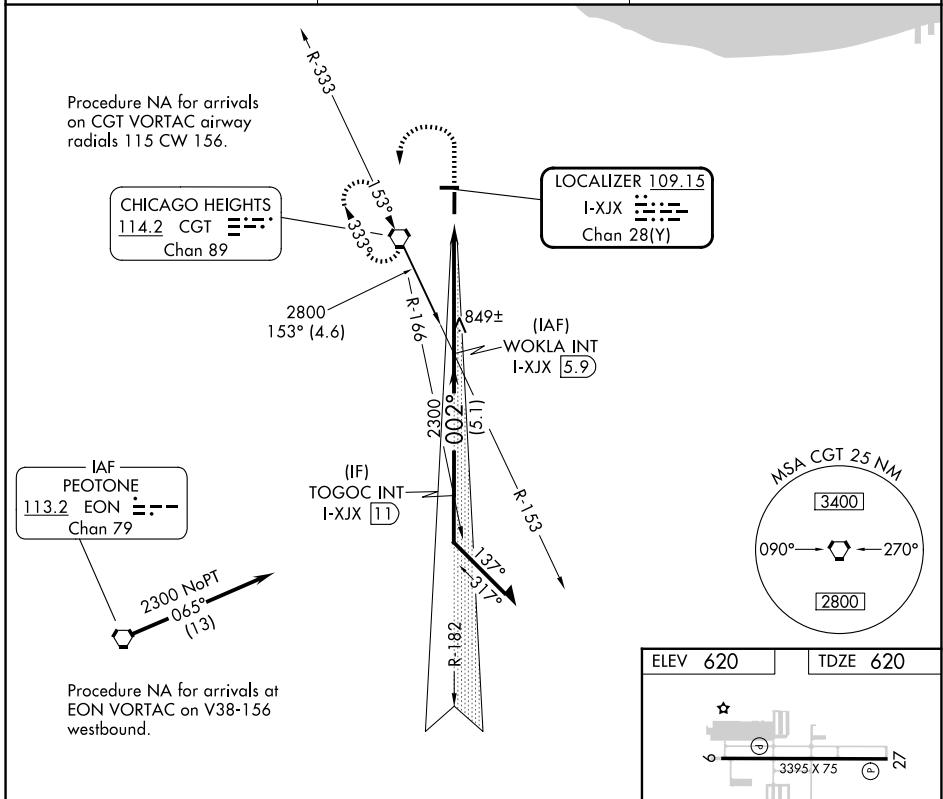 R-333
Procedure NA for arrivals
on CGT VORTAC airway
radials 115 CW 156.
CHICAGO HEIGHTS
114.2 CGT
Chan 89
153°
333°
LOCALIZER 109.15
I-XJX
Chan 28(Y)
2800
153° (4.6)
R-166
849±
(IAF)
WOKLA INT
I-XJX 5.9
2300
002°
(5.1)
(IF)
TOGOC INT
I-XJX 11
R-153
IAF
PEOTONE
113.2 EON
Chan 79
2300 NoPT
065°
(13)
137°
317°
R-182
MSA CGT 25 NM
3400
090°
270°
2800
Procedure NA for arrivals at
EON VORTAC on V38-156
westbound.
ELEV 620
TDZE 620
P
9
3395 X 75
P
27